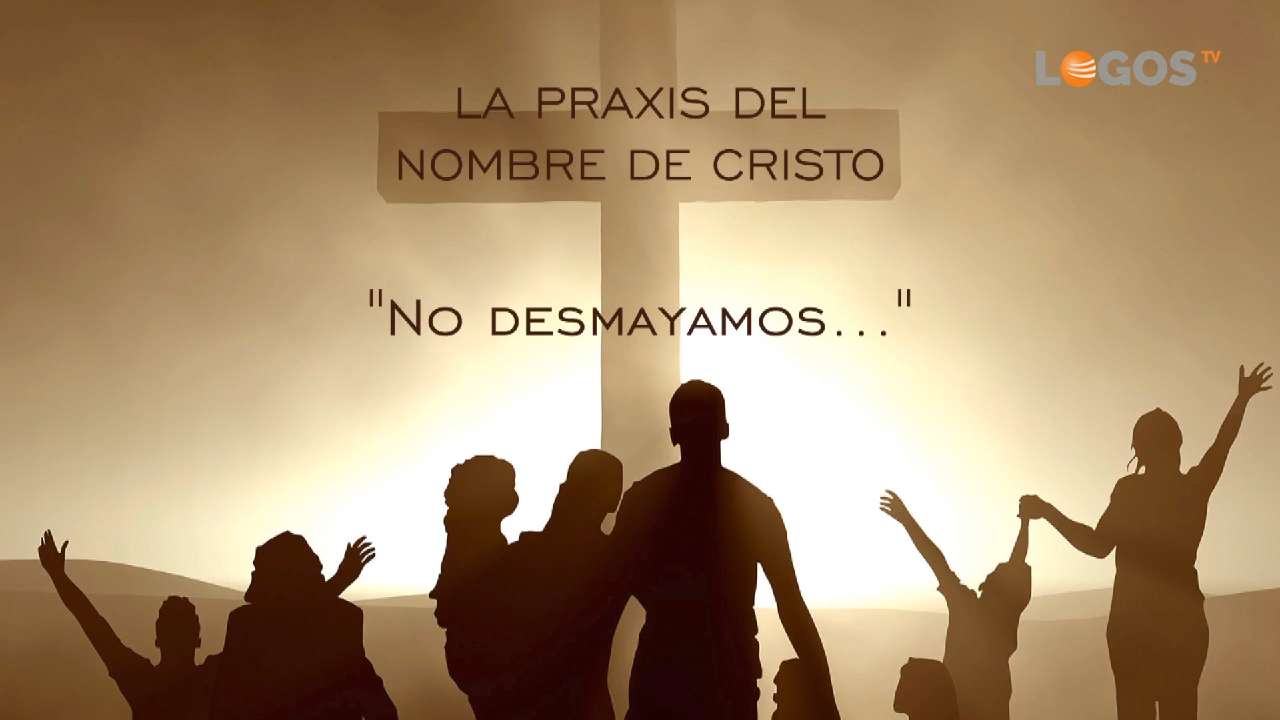 LOGOS TV
LA PRAXIS DEL
NOMBRE DE CRISTO
"NO DESMAYAMOS..."